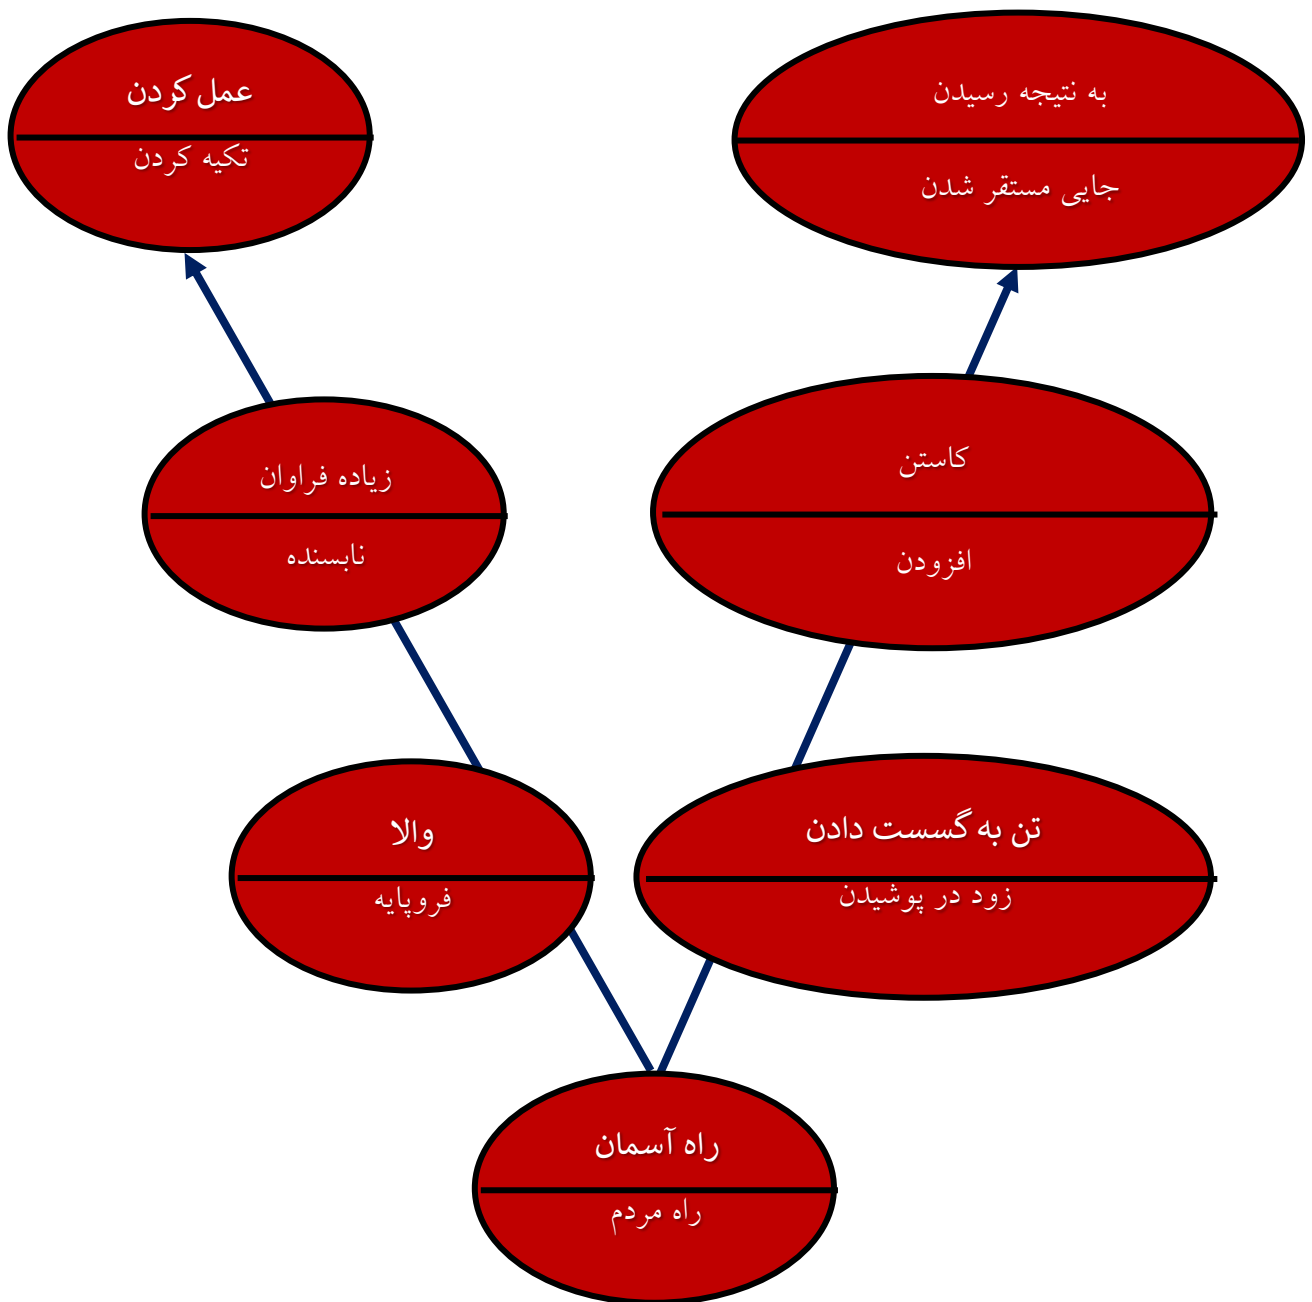 به نتیجه رسیدن
جایی مستقر شدن
عمل کردن
تکیه کردن
کاستن
افزودن
زیاده فراوان
نابسنده
تن به گسست دادن
زود در پوشیدن
والا
فروپایه
راه آسمان
راه مردم